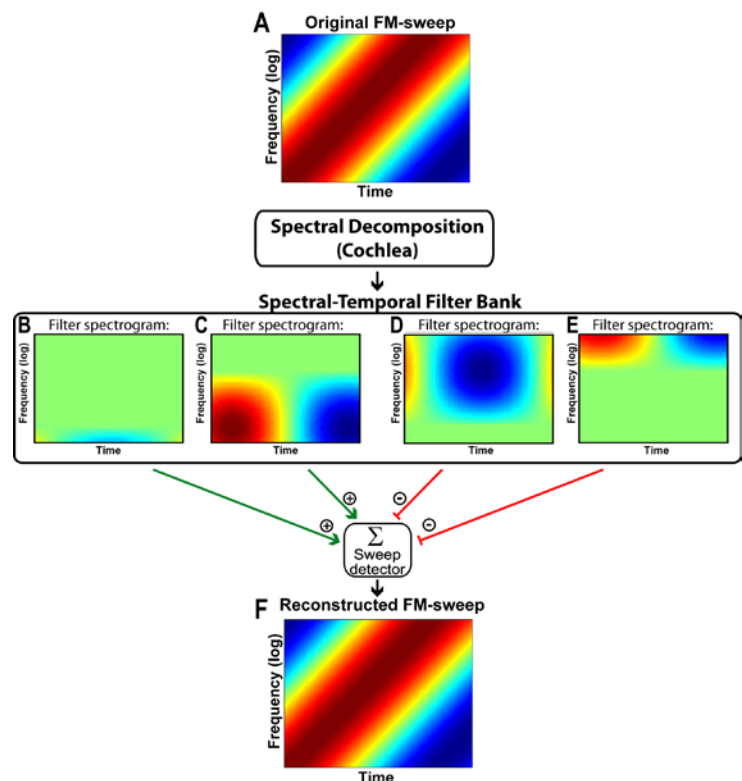 A Original FM-sweep
Frequency (log)
Time
Spectral Decomposition
(Cochlea)
Spectral-Temporal Filter Bank
B Filter spectrogram:
Frequency (log)
Time
C Filter spectrogram:
Frequency (log)
Time
D Filter spectrogram:
Frequency (log)
Time
E Filter spectrogram:
Frequency (log)
Time
+ + − −
Σ
Sweep
detector
F Reconstructed FM-sweep
Frequency (log)
Time